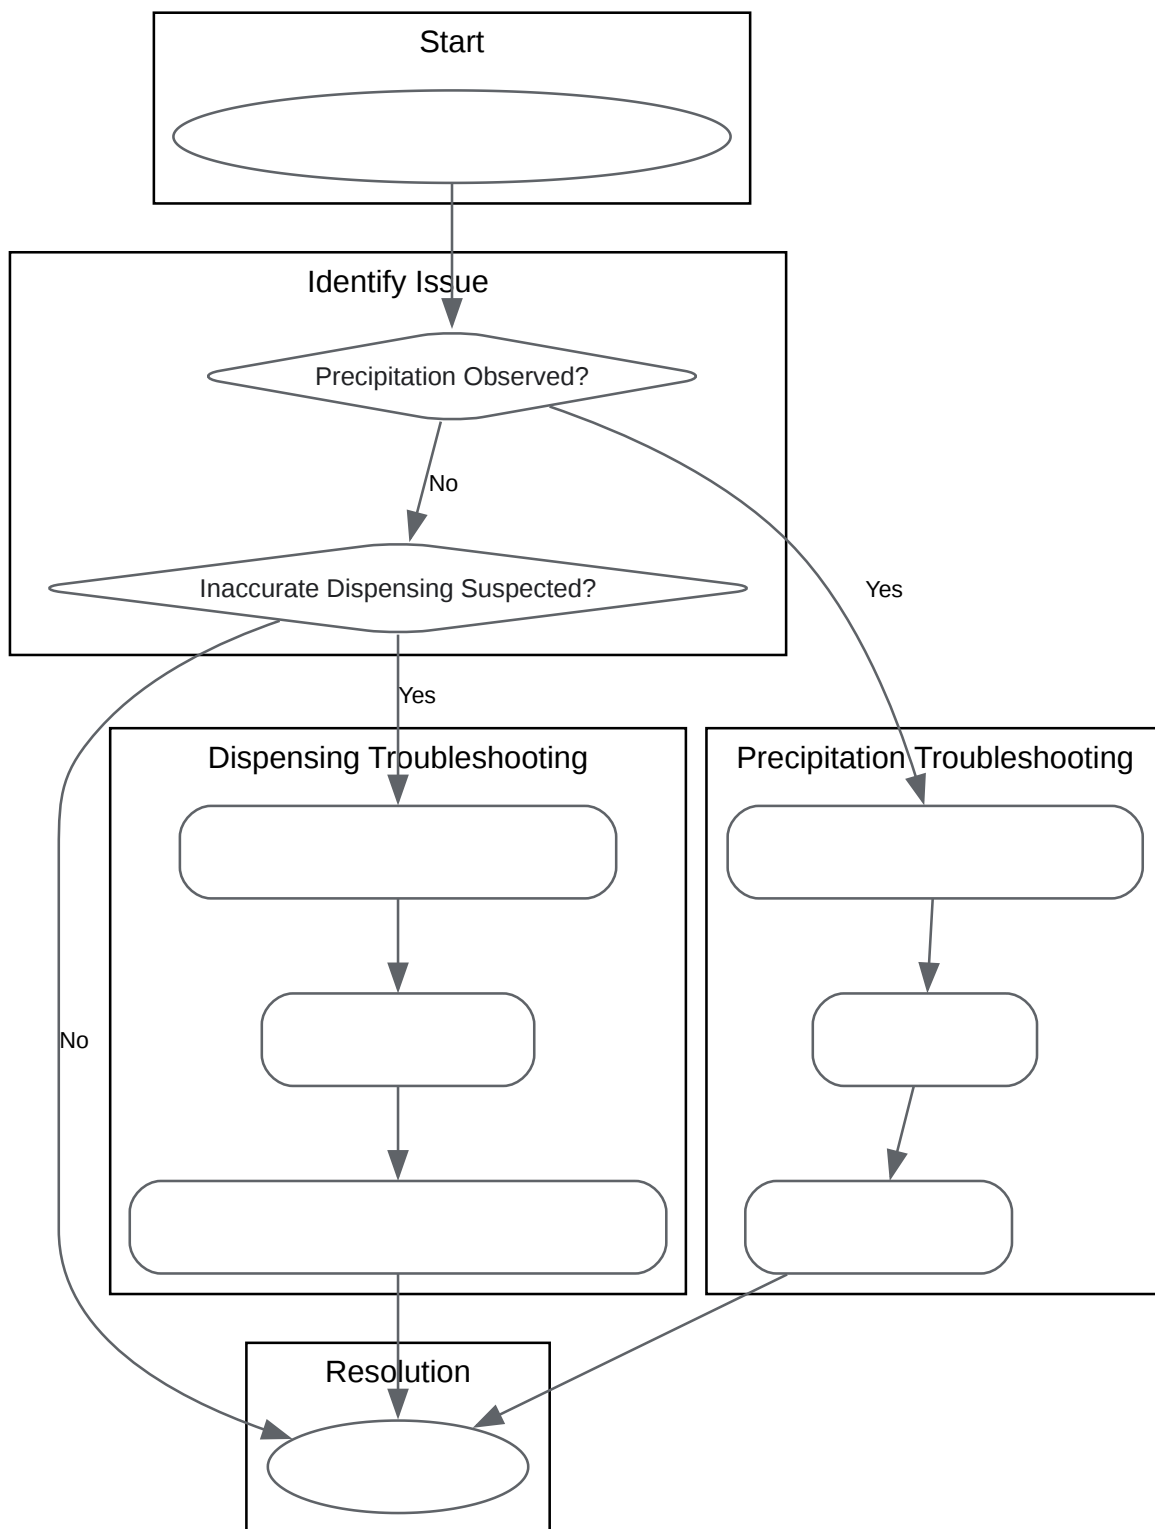 Start
Identify Issue
Precipitation Observed?
No
Inaccurate Dispensing Suspected?
Yes
Yes
Dispensing Troubleshooting
Precipitation Troubleshooting
No
Resolution